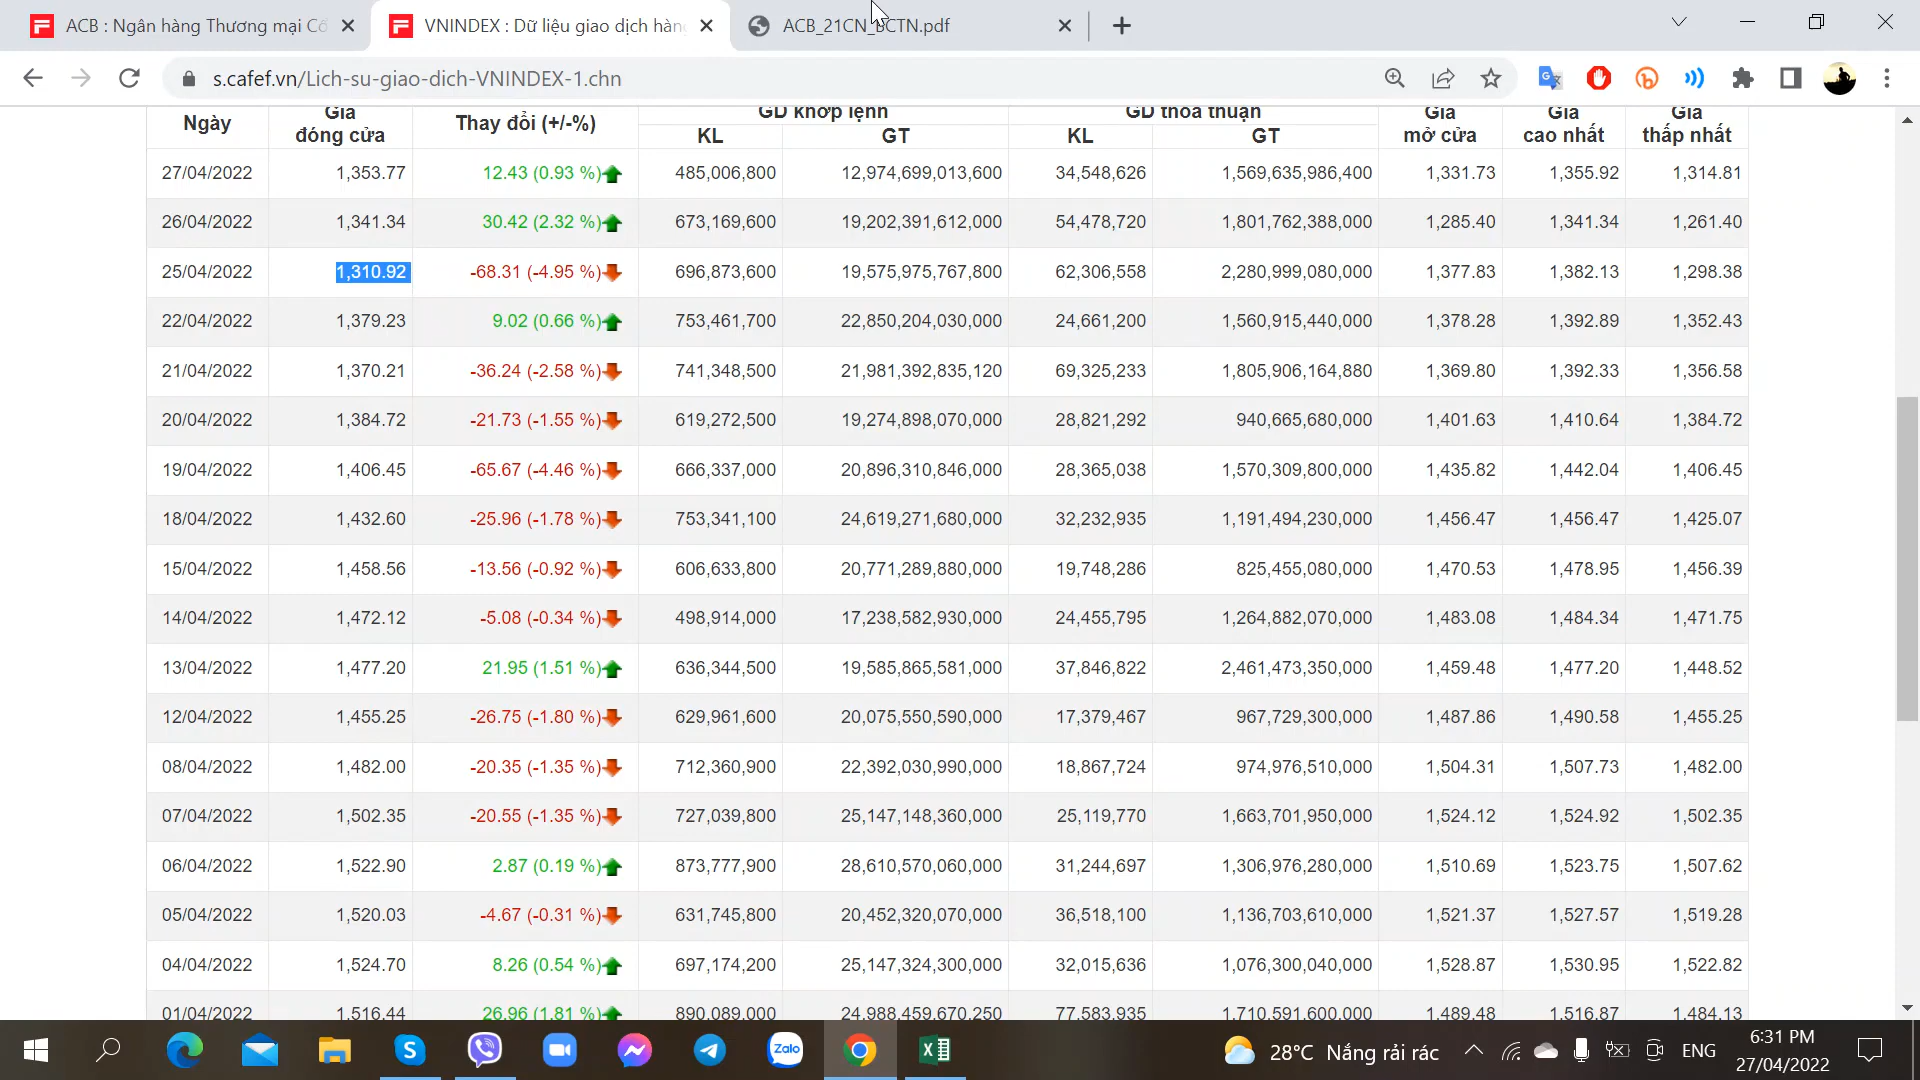 ACB : Ngân hàng Thương mại Cổ
VNINDEX : Dữ liệu giao dịch hàng
ACB_21CN_BCTN.pdf
s.cafef.vn/Lich-su-giao-dich-VNINDEX-1.chn
Ngày Giá đóng cửa Thay đổi (+/-%) GD khớp lệnh GD thỏa thuận Giá mở cửa Giá cao nhất Giá thấp nhất
KL GT KL GT
27/04/2022 1,353.77 12.43 (0.93 %) 485,006,800 12,974,699,013,600 34,548,626 1,569,635,986,400 1,331.73 1,355.92 1,314.81
26/04/2022 1,341.34 30.42 (2.32 %) 673,169,600 19,202,391,612,000 54,478,720 1,801,762,388,000 1,285.40 1,341.34 1,261.40
25/04/2022 1,310.92 -68.31 (-4.95 %) 696,873,600 19,575,975,767,800 62,306,558 2,280,999,080,000 1,377.83 1,382.13 1,298.38
22/04/2022 1,379.23 9.02 (0.66 %) 753,461,700 22,850,204,030,000 24,661,200 1,560,915,440,000 1,378.28 1,392.89 1,352.43
21/04/2022 1,370.21 -36.24 (-2.58 %) 741,348,500 21,981,392,835,120 69,325,233 1,805,906,164,880 1,369.80 1,392.33 1,356.58
20/04/2022 1,384.72 -21.73 (-1.55 %) 619,272,500 19,274,898,070,000 28,821,292 940,665,680,000 1,401.63 1,410.64 1,384.72
19/04/2022 1,406.45 -65.67 (-4.46 %) 666,337,000 20,896,310,846,000 28,365,038 1,570,309,800,000 1,435.82 1,442.04 1,406.45
18/04/2022 1,432.60 -25.96 (-1.78 %) 753,341,100 24,619,271,680,000 32,232,935 1,191,494,230,000 1,456.47 1,456.47 1,425.07
15/04/2022 1,458.56 -13.56 (-0.92 %) 606,633,800 20,771,289,880,000 19,748,286 825,455,080,000 1,470.53 1,478.95 1,456.39
14/04/2022 1,472.12 -5.08 (-0.34 %) 498,914,000 17,238,582,930,000 24,455,795 1,264,882,070,000 1,483.08 1,484.34 1,471.75
13/04/2022 1,477.20 21.95 (1.51 %) 636,344,500 19,585,865,581,000 37,846,822 2,461,473,350,000 1,459.48 1,477.20 1,448.52
12/04/2022 1,455.25 -26.75 (-1.80 %) 629,961,600 20,075,550,590,000 17,379,467 967,729,300,000 1,487.86 1,490.58 1,455.25
08/04/2022 1,482.00 -20.35 (-1.35 %) 712,360,900 22,392,030,990,000 18,867,724 974,976,510,000 1,504.31 1,507.73 1,482.00
07/04/2022 1,502.35 -20.55 (-1.35 %) 727,039,800 25,147,148,360,000 25,119,770 1,663,701,950,000 1,524.12 1,524.92 1,502.35
06/04/2022 1,522.90 2.87 (0.19 %) 873,777,900 28,610,570,060,000 31,244,697 1,306,976,280,000 1,510.69 1,523.75 1,507.62
05/04/2022 1,520.03 -4.67 (-0.31 %) 631,745,800 20,452,320,070,000 36,518,100 1,136,703,610,000 1,521.37 1,527.57 1,519.28
04/04/2022 1,524.70 8.26 (0.54 %) 697,174,200 25,147,324,300,000 32,015,636 1,076,300,040,000 1,528.87 1,530.95 1,522.82
01/04/2022 1,516.44 26.96 (1.81 %) 890,089,000 24,988,459,670,250 77,583,935 1,710,591,600,000 1,489.48 1,516.87 1,484.13
Zalo
28°C Nắng rải rác
ENG
6:31 PM
27/04/2022